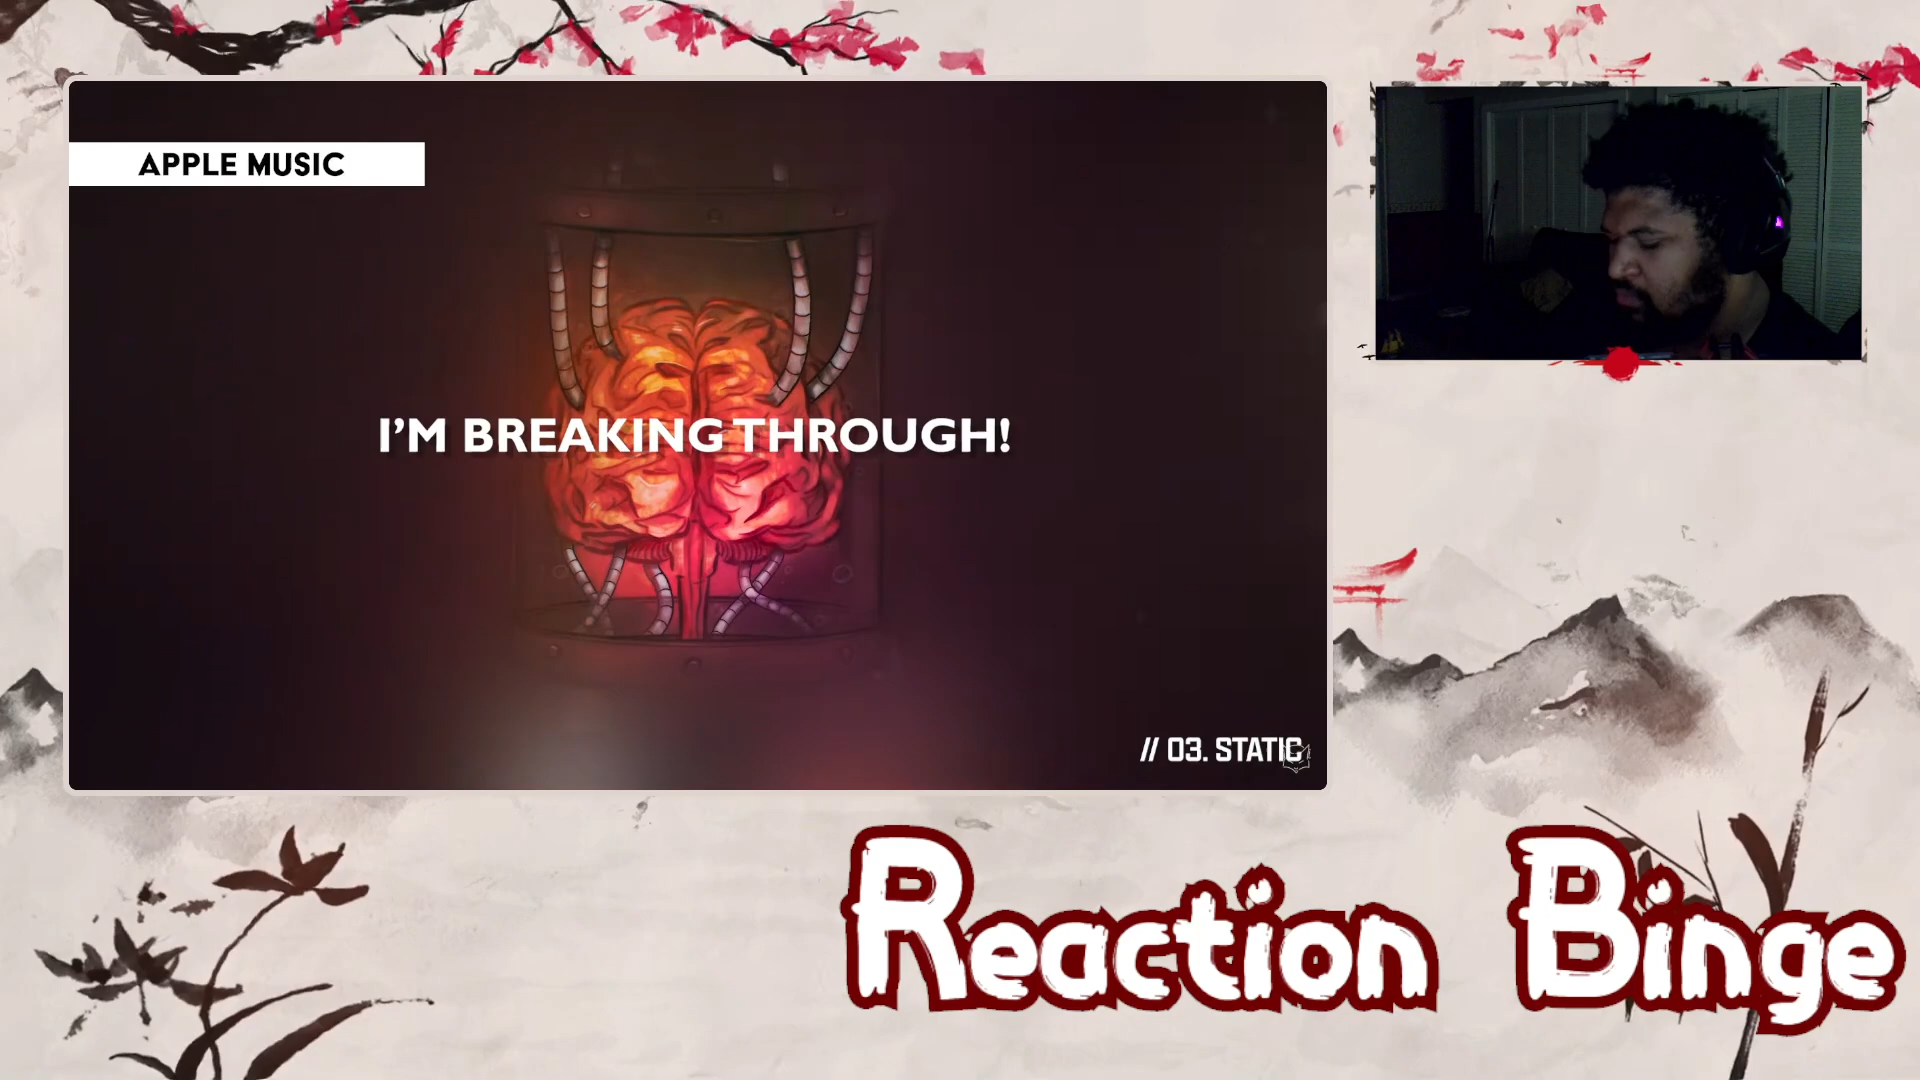 APPLE MUSIC
I'M BREAKING THROUGH!
// 03. STATIC
Reaction Binge